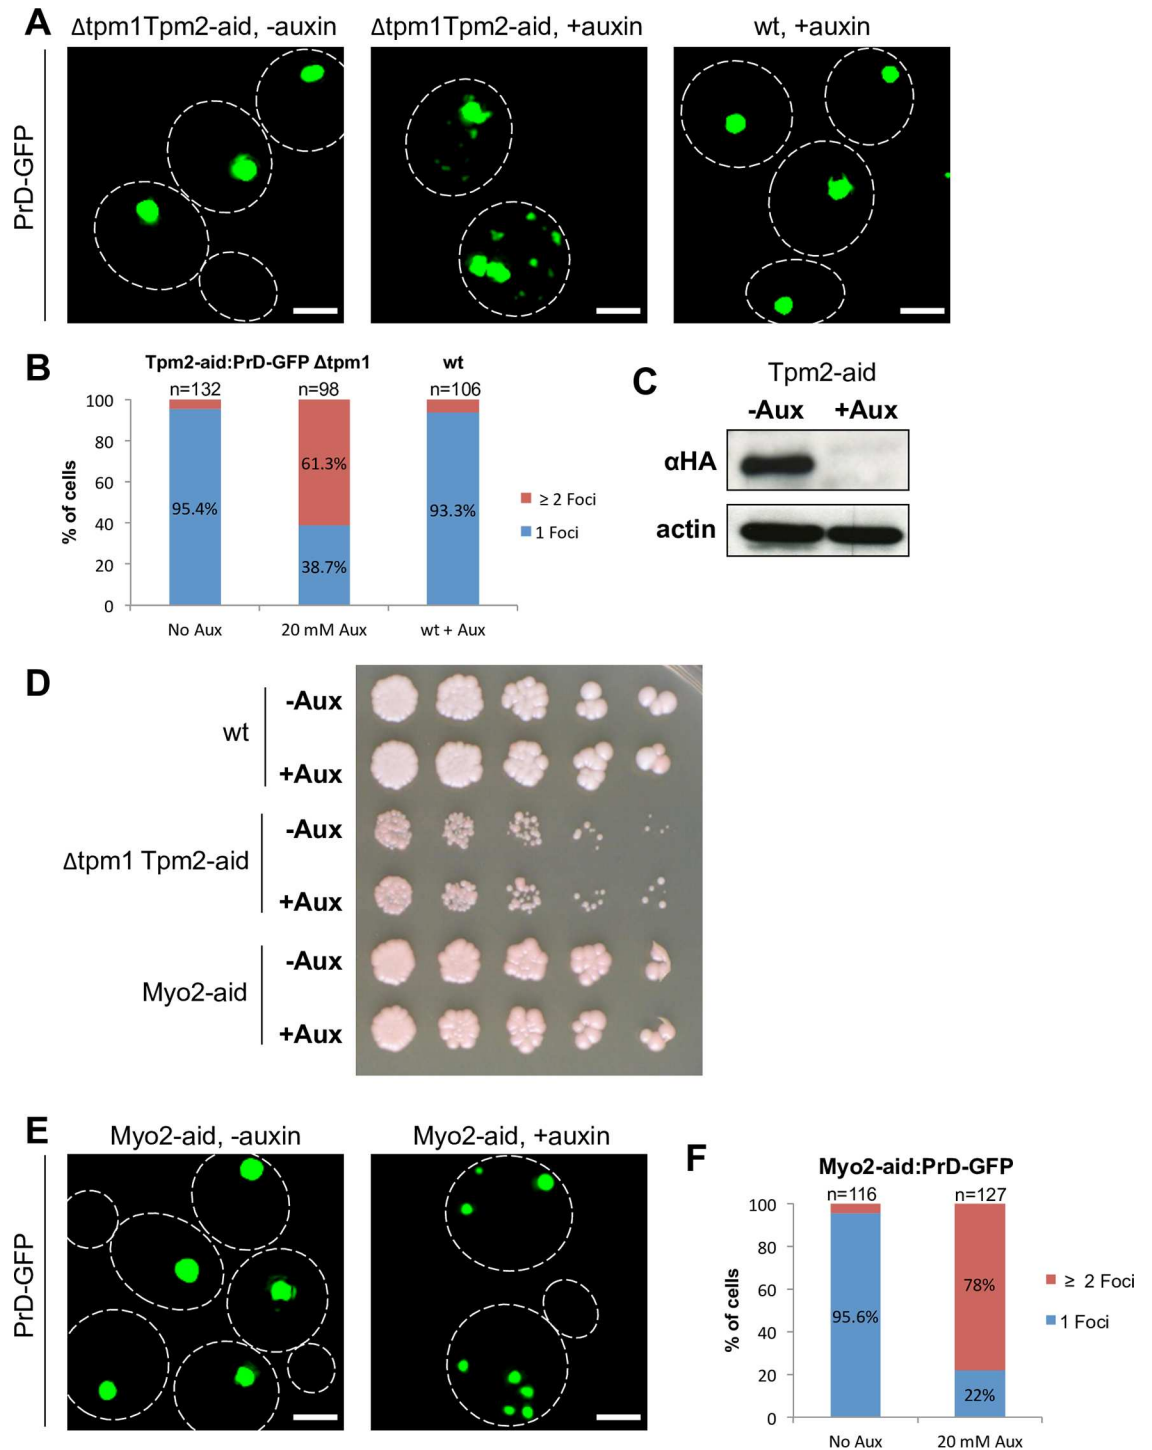 A
Δtpm1Tpm2-aid, -auxin
Δtpm1Tpm2-aid, +auxin
wt, +auxin
PrD-GFP
B
Tpm2-aid:PrD-GFP Δtpm1
wt
n=132
n=98
n=106
100
80
60
40
20
0
% of cells
95.4%
61.3%
38.7%
93.3%
≥ 2 Foci
1 Foci
No Aux
20 mM Aux
wt + Aux
C
Tpm2-aid
-Aux
+Aux
αHA
actin
D
wt
-Aux
+Aux
Δtpm1 Tpm2-aid
-Aux
+Aux
Myo2-aid
-Aux
+Aux
E
Myo2-aid, -auxin
Myo2-aid, +auxin
PrD-GFP
F
Myo2-aid:PrD-GFP
n=116
n=127
100
80
60
40
20
0
% of cells
95.6%
78%
22%
≥ 2 Foci
1 Foci
No Aux
20 mM Aux